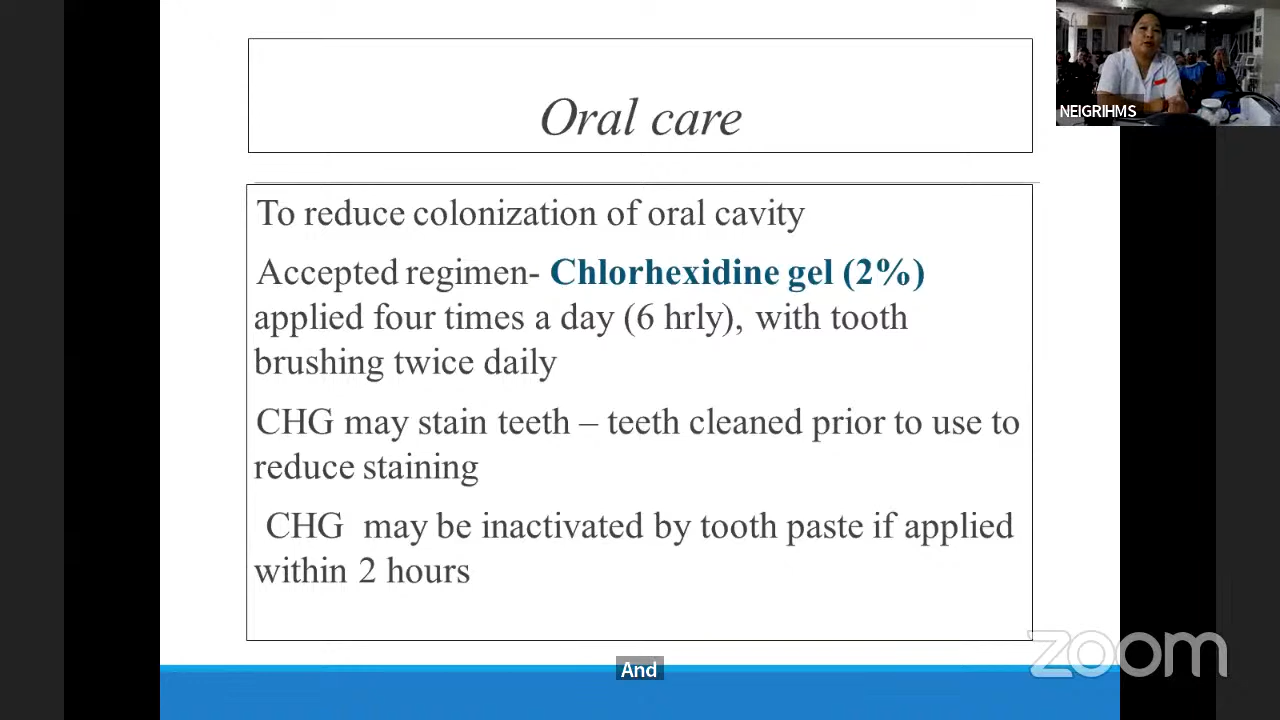 NEIGRIHMS
Oral care
To reduce colonization of oral cavity
Accepted regimen- Chlorhexidine gel (2%)
applied four times a day (6 hrly), with tooth
brushing twice daily
CHG may stain teeth – teeth cleaned prior to use to
reduce staining
CHG may be inactivated by tooth paste if applied
within 2 hours
zoom
And